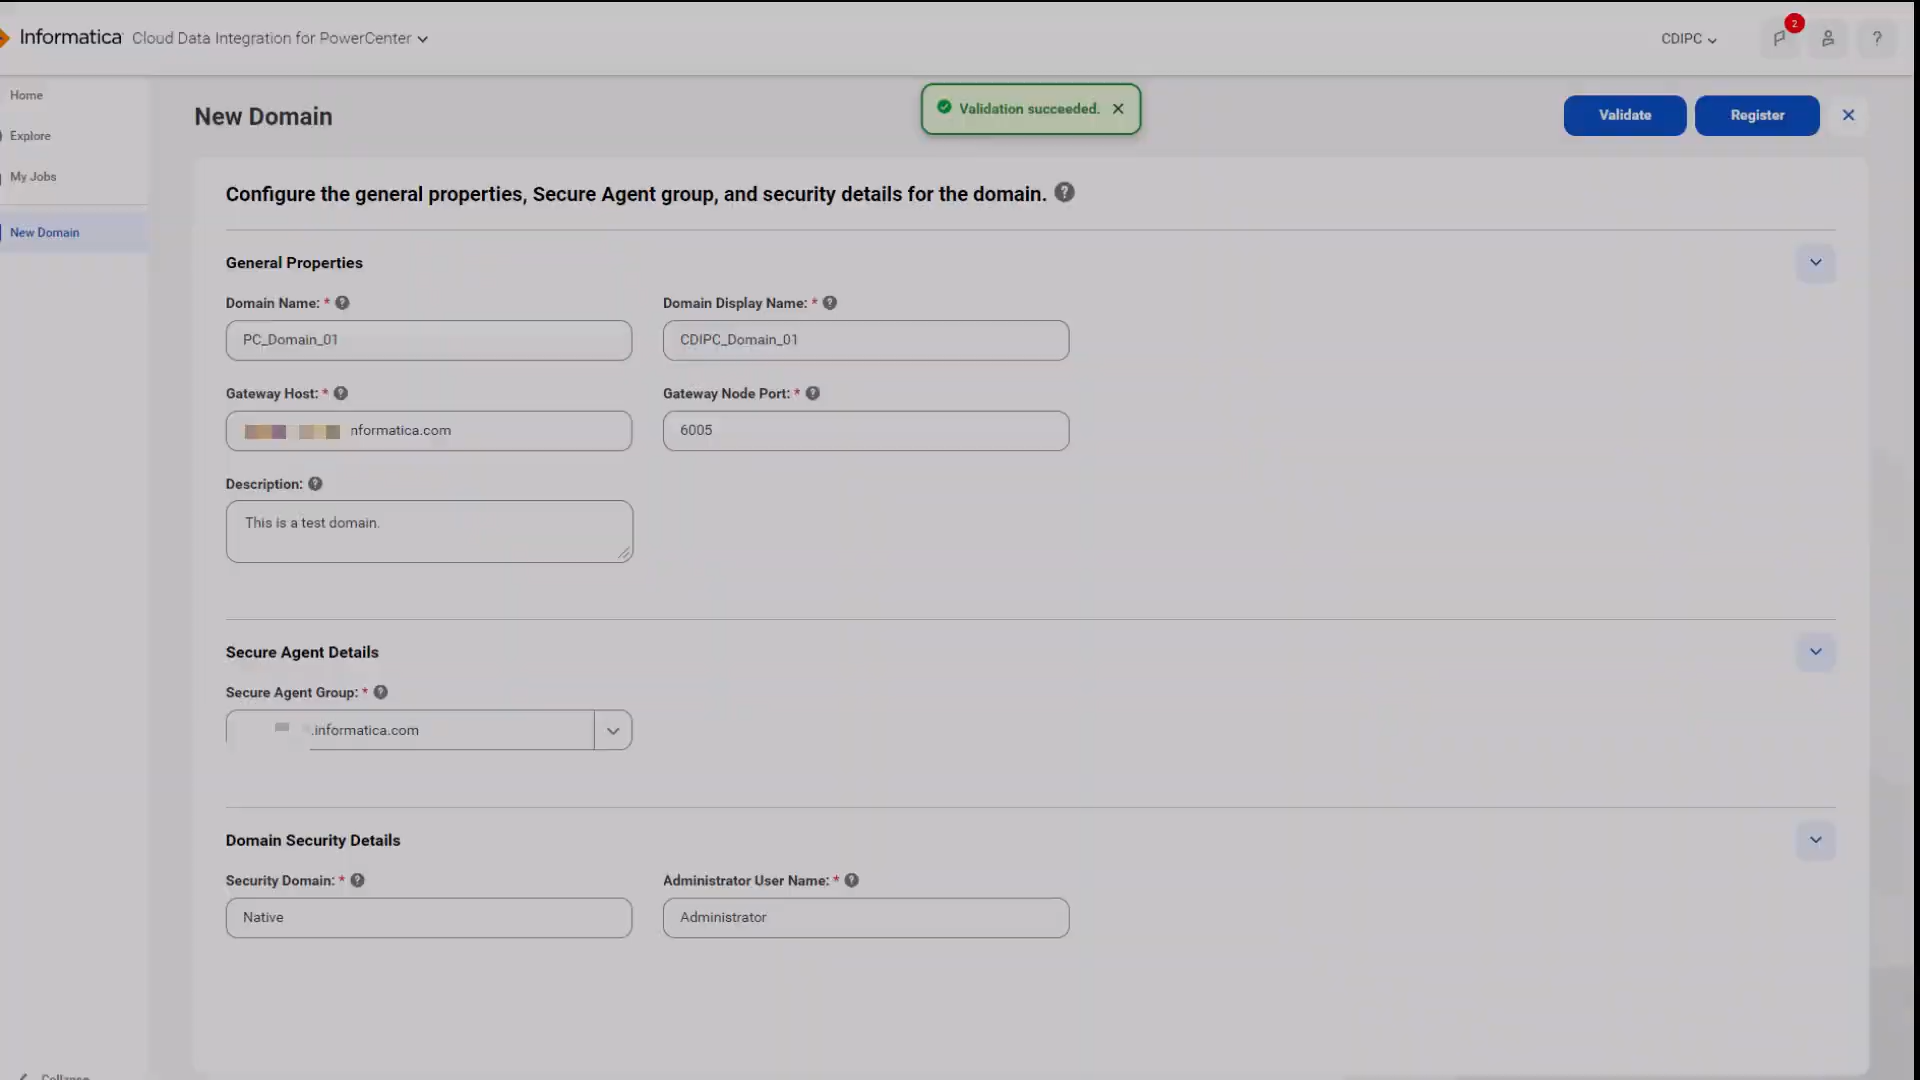 Informatica Cloud Data Integration for PowerCenter
CDIPC
2
?
Home
Explore
My Jobs
New Domain
New Domain
Validation succeeded.
Validate
Register
Configure the general properties, Secure Agent group, and security details for the domain. ?
General Properties
Domain Name: * ?
Domain Display Name: * ?
PC_Domain_01
CDIPC_Domain_01
Gateway Host: * ?
Gateway Node Port: * ?
nformatica.com
6005
Description: ?
This is a test domain.
Secure Agent Details
Secure Agent Group: * ?
.informatica.com
Domain Security Details
Security Domain: * ?
Administrator User Name: * ?
Native
Administrator
Collapse